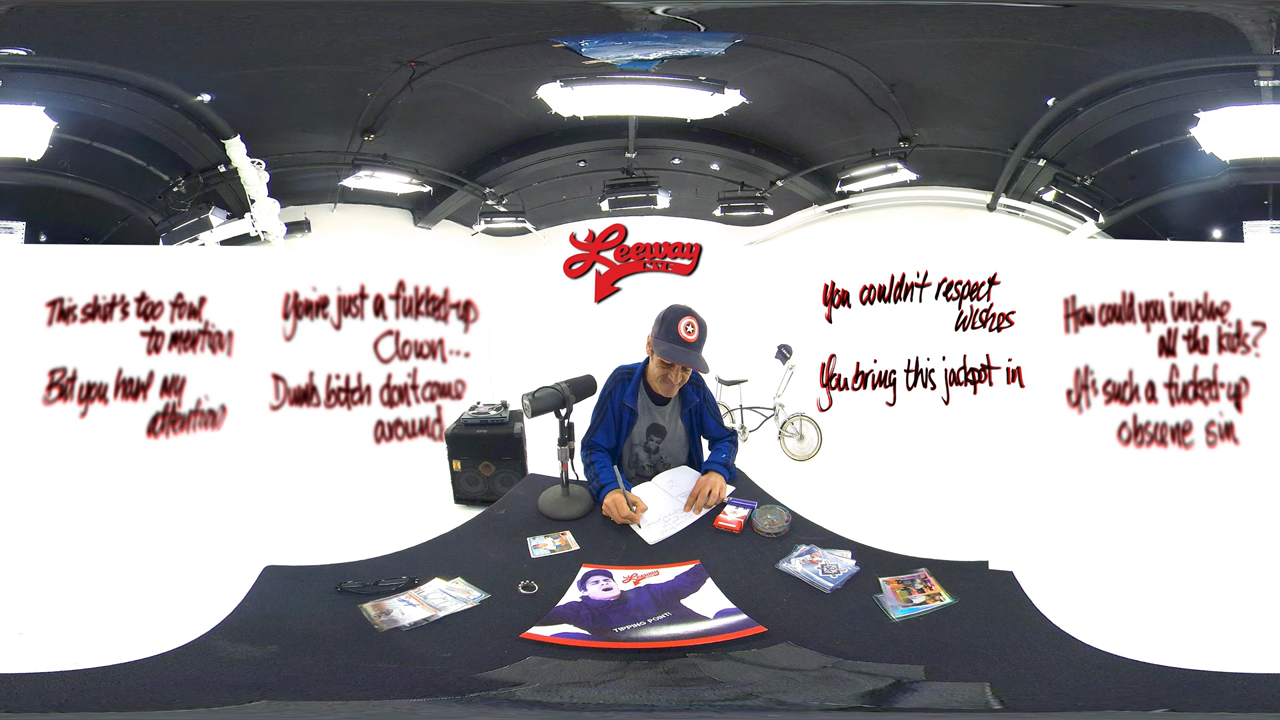 Leeway
NYC
This shit's too foul
to mention
But you have my
attention
You're just a fukked-up
Clown...
Dumb bitch don't come
around
You couldn't respect
wishes
You bring this jackpot in
How could you involve
all the kids?
It's such a fucked-up
obscene sin
Leeway
TIPPING POINT!